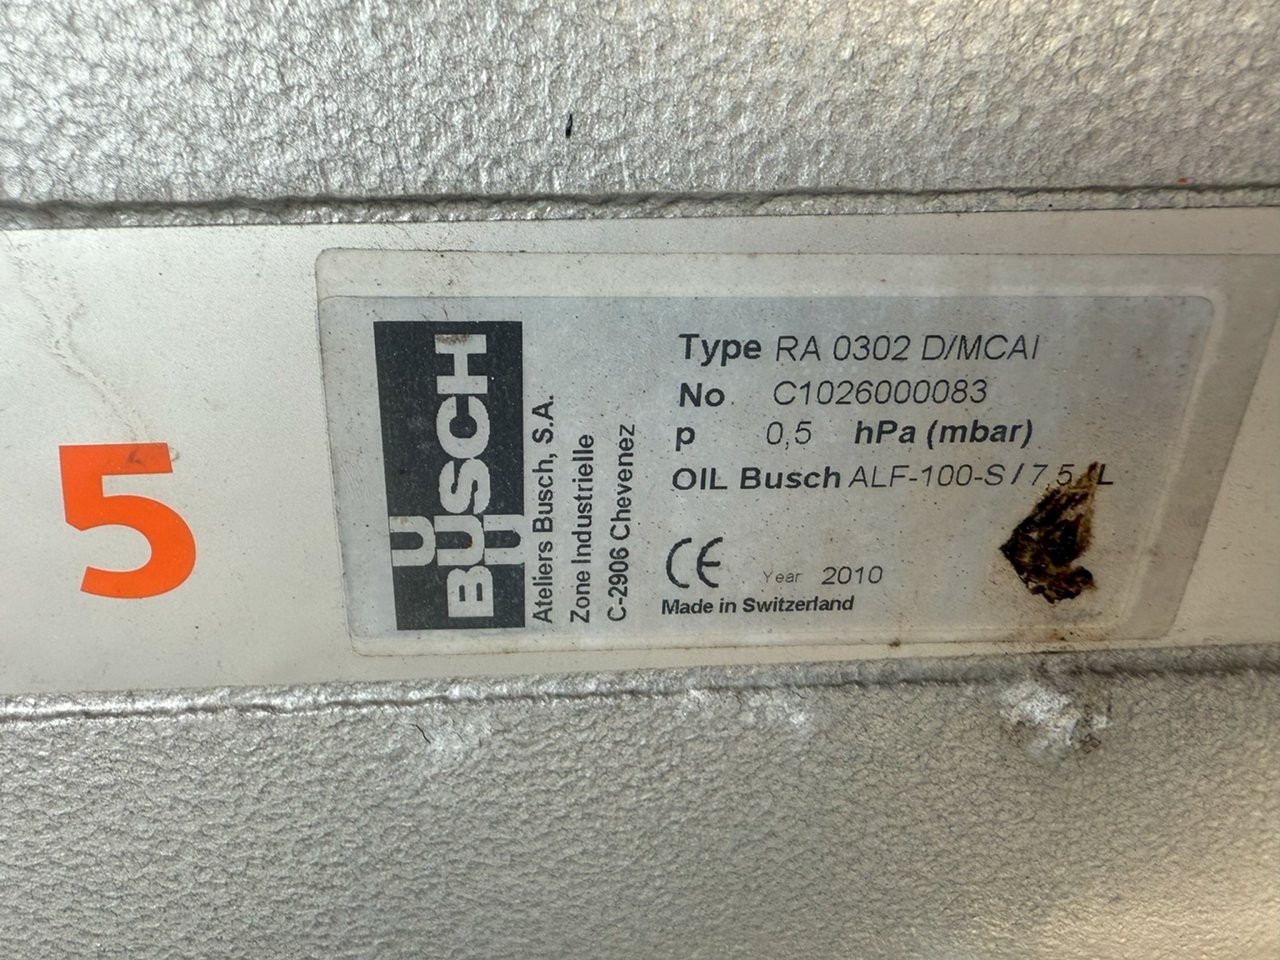 5
BUSCH
Ateliers Busch, S.A.
Zone Industrielle
C-2906 Chevenez
Type RA 0302 D/MCAI
No. C1026000083
p 0,5 hPa (mbar)
OIL Busch ALF-100-S / 7,5 L
CE Year 2010
Made in Switzerland